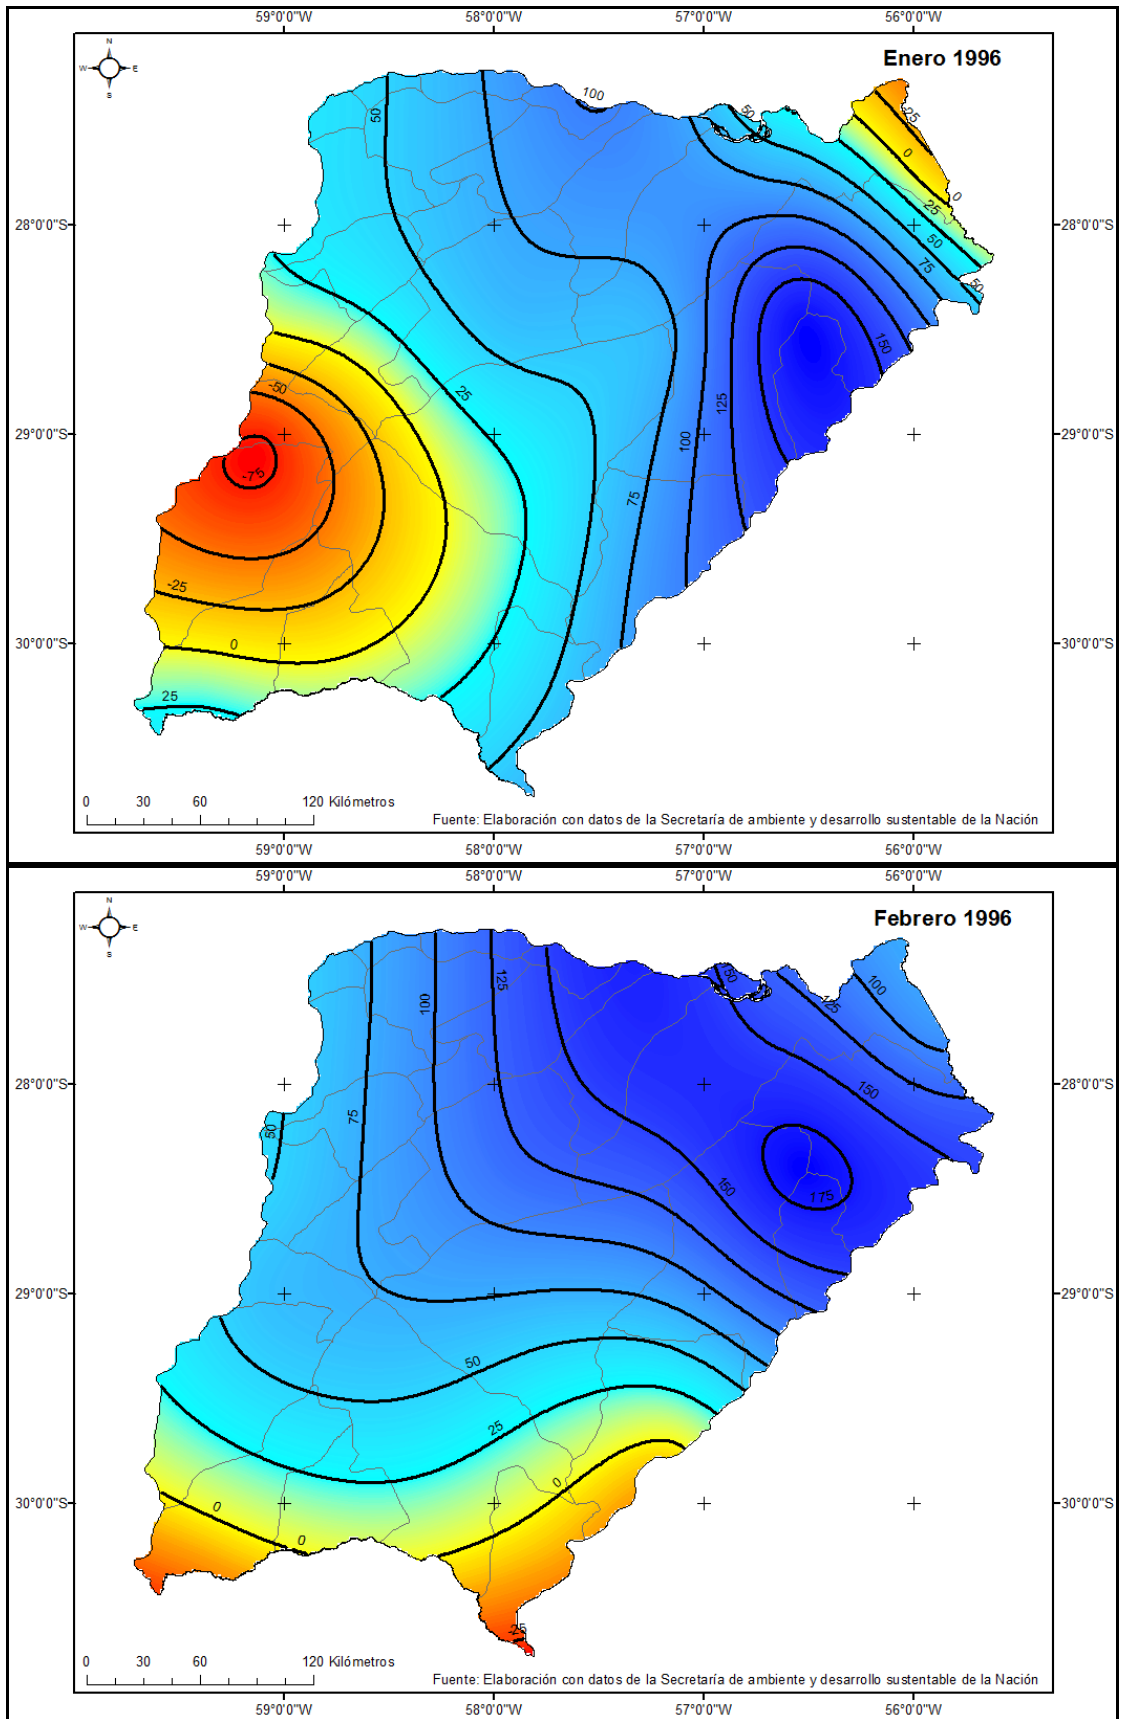 59°0'0"W 58°0'0"W 57°0'0"W 56°0'0"W
Enero 1996
N
W E
S
100
50
50
-25
0
0
28°0'0"S 28°0'0"S
25
50
75
50
150
25
-50
125
29°0'0"S 29°0'0"S
100
-75
75
-25
0
30°0'0"S 30°0'0"S
25
0 30 60 120 Kilómetros
Fuente: Elaboración con datos de la Secretaría de ambiente y desarrollo sustentable de la Nación
59°0'0"W 58°0'0"W 57°0'0"W 56°0'0"W
59°0'0"W 58°0'0"W 57°0'0"W 56°0'0"W
Febrero 1996
N
W E
S
150
125
100
100
125
28°0'0"S 28°0'0"S
150
75
50
150
175
29°0'0"S 29°0'0"S
50
25
0
30°0'0"S 30°0'0"S
0
0
25
0 30 60 120 Kilómetros
Fuente: Elaboración con datos de la Secretaría de ambiente y desarrollo sustentable de la Nación
59°0'0"W 58°0'0"W 57°0'0"W 56°0'0"W